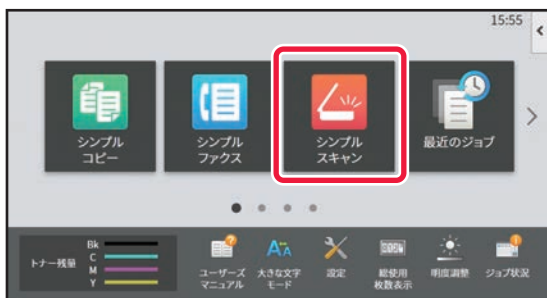 15:55
シンプル
コピー
シンプル
ファクス
シンプル
スキャン
最近のジョブ
トナー残量
Bk
C
M
Y
ユーザーズ
マニュアル
大きな文字
モード
設定
総使用
枚数表示
明度調整
ジョブ状況